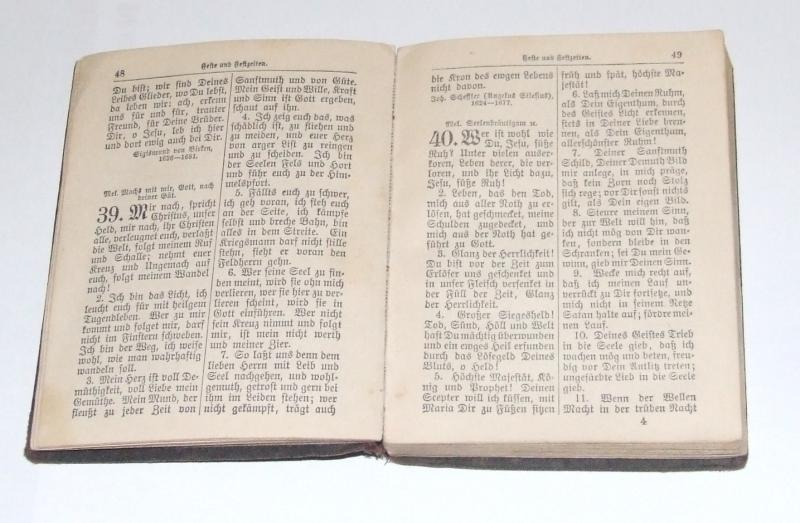 48
Feste und Festzeiten.
Du bist; wir sind Deines
Leibes Glieder, wo Du lebst,
da leben wir: ach, erkenn
uns für und für, trauter
Freund, für Deine Brüder.
Dir, o Jesu, leb ich hier
und dort ewig auch bei Dir.
Sigismund von Birken,
1626—1681.
Mel. Machs mit mir, Gott, nach
deiner Güt.
39. Mir nach, spricht
Christus, unser
Held, mir nach, ihr Christen
alle, verleugnet euch, verlaßt
die Welt, folgt meinem Ruf
und Schalle; nehmt euer
Kreuz und Ungemach auf
euch, folgt meinem Wandel
nach!
2. Ich bin das Licht, ich
leucht euch für mit heilgem
Tugendleben. Wer zu mir
kommt und folget mir, darf
nicht im Finstern schweben.
Ich bin der Weg, ich weise
wohl, wie man wahrhaftig
wandeln soll.
3. Mein Herz ist voll De-
müthigkeit, voll Liebe mein
Gemüthe. Mein Mund, der
fleußt zu jeder Zeit von
Sanftmuth und von Güte.
Mein Geist und Wille, Kraft
und Sinn ist Gott ergeben,
schaut auf ihn.
4. Ich zeig euch das, was
schädlich ist, zu fliehen und
zu meiden, und euer Herz
von arger List zu reingen
und zu scheiden. Ich bin
der Seelen Fels und Hort
und führ euch zu der Him-
melspfort.
5. Fällts euch zu schwer,
ich geh voran, ich steh euch
an der Seite, ich kämpfe
selbst und breche Bahn, bin
alles in dem Streite. Ein
Kriegsmann darf nicht stille
stehn, sieht er voran den
Feldherrn gehn.
6. Wer seine Seel zu fin-
den meint, wird sie ohn mich
verlieren, wer sie hier zu ver-
lieren scheint, wird sie in
Gott einführen. Wer nicht
sein Kreuz nimmt und folgt
mir, ist mein nicht werth
und meiner Zier.
7. So laßt uns denn dem
lieben Herrn mit Leib und
Seel nachgehen, und wohl-
gemuth, getrost und gern bei
ihm im Leiden stehen; wer
nicht gekämpft, trägt auch
Feste und Festzeiten.
49
die Kron des ewgen Lebens
nicht davon.
Joh. Scheffler (Angelus Silesius),
1624—1677.
Mel. Seelenbräutigam ꝛc.
40. Wer ist wohl wie
Du, Jesu, süße
Ruh? Unter vielen auser-
koren, Leben derer, die ver-
loren, und ihr Licht dazu,
Jesu, süße Ruh!
2. Leben, das den Tod,
mich aus aller Noth zu er-
lösen, hat geschmecket, meine
Schulden zugedecket, und
mich aus der Noth hat ge-
führt zu Gott.
3. Glanz der Herrlichkeit!
Du bist vor der Zeit zum
Erlöser uns geschenket und
in unser Fleisch versenket in
der Füll der Zeit, Glanz
der Herrlichkeit.
4. Großer Siegesheld!
Tod, Sünd, Höll und Welt
hast Du mächtig überwunden
und ein ewges Heil erfunden
durch das Lösegeld Deines
Bluts, o Held!
5. Höchste Majestät, Kö-
nig und Prophet! Deinen
Scepter will ich küssen, mit
Maria Dir zu Füßen sitzen
früh und spät, höchste Ma-
jestät!
6. Laß mich Deinen Ruhm,
als Dein Eigenthum, durch
des Geistes Licht erkennen,
stets in Deiner Liebe bren-
nen, als Dein Eigenthum,
allerschönster Ruhm!
7. Deiner Sanftmuth
Schild, Deiner Demuth Bild
mir anlege, in mich präge,
daß kein Zorn noch Stolz
sich rege; vor Dir sonst nichts
gilt, als Dein eigen Bild.
8. Steure meinem Sinn,
der zur Welt will hin, daß
ich nicht mög von Dir wan-
ken, sondern bleibe in den
Schranken; sei Du mein Ge-
winn, gieb mir Deinen Sinn.
9. Wecke mich recht auf,
daß ich meinen Lauf un-
verruckt zu Dir fortsetze, und
mich nicht in seinem Netze
Satan halte auf; fördre mei-
nen Lauf.
10. Deines Geistes Trieb
in die Seele gieb, daß ich
wachen mög und beten, freu-
dig vor Dein Antlitz treten;
ungefärbte Lieb in die Seele
gieb.
11. Wenn der Wellen
Macht in der trüben Nacht
4